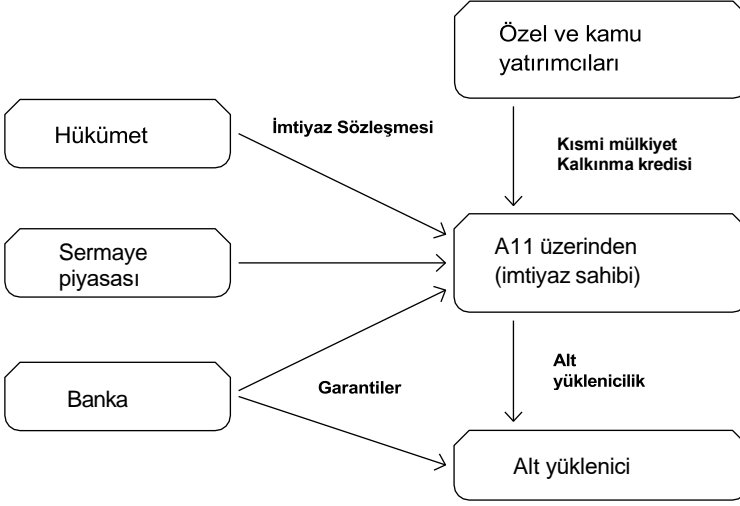 Özel ve kamu
yatırımcıları
Hükümet
İmtiyaz Sözleşmesi
Kısmi mülkiyet
Kalkınma kredisi
Sermaye
piyasası
A11 üzerinden
(imtiyaz sahibi)
Banka
Garantiler
Alt
yüklenicilik
Alt yüklenici